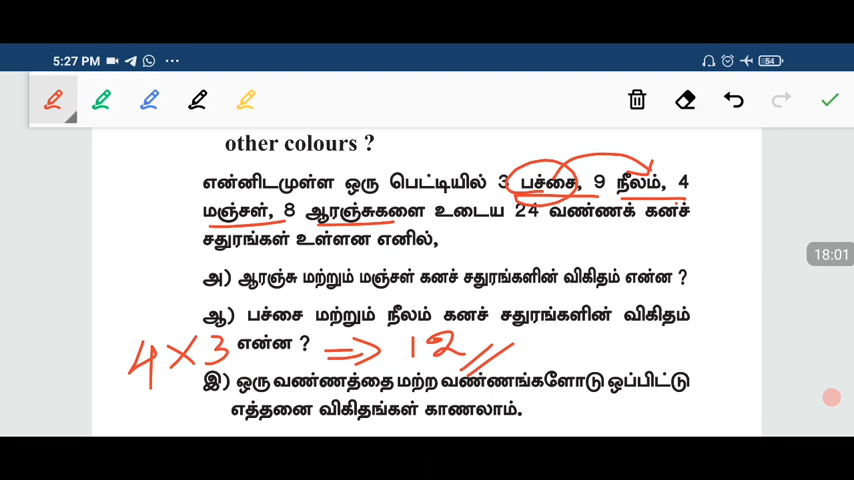 5:27 PM
54
other colours ?
என்னிடமுள்ள ஒரு பெட்டியில் 3 பச்சை, 9 நீலம், 4
மஞ்சள், 8 ஆரஞ்சுகளை உடைய 24 வண்ணக் கனச்
சதுரங்கள் உள்ளன எனில்,
18:01
அ) ஆரஞ்சு மற்றும் மஞ்சள் கனச் சதுரங்களின் விகிதம் என்ன ?
ஆ) பச்சை மற்றும் நீலம் கனச் சதுரங்களின் விகிதம்
என்ன ?
4 X 3 => 12 //
இ) ஒரு வண்ணத்தை மற்ற வண்ணங்களோடு ஒப்பிட்டு
எத்தனை விகிதங்கள் காணலாம்.